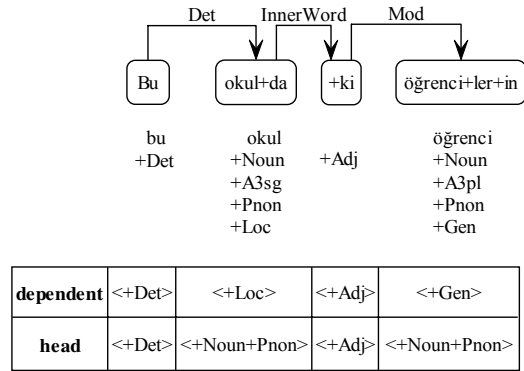 Det InnerWord Mod
Bu okul+da +ki öğrenci+ler+in
bu okul öğrenci
+Det +Noun +Adj +Noun
+A3sg +A3pl
+Pnon +Pnon
+Loc +Gen
dependent <+Det> <+Loc> <+Adj> <+Gen>
head <+Det> <+Noun+Pnon> <+Adj> <+Noun+Pnon>